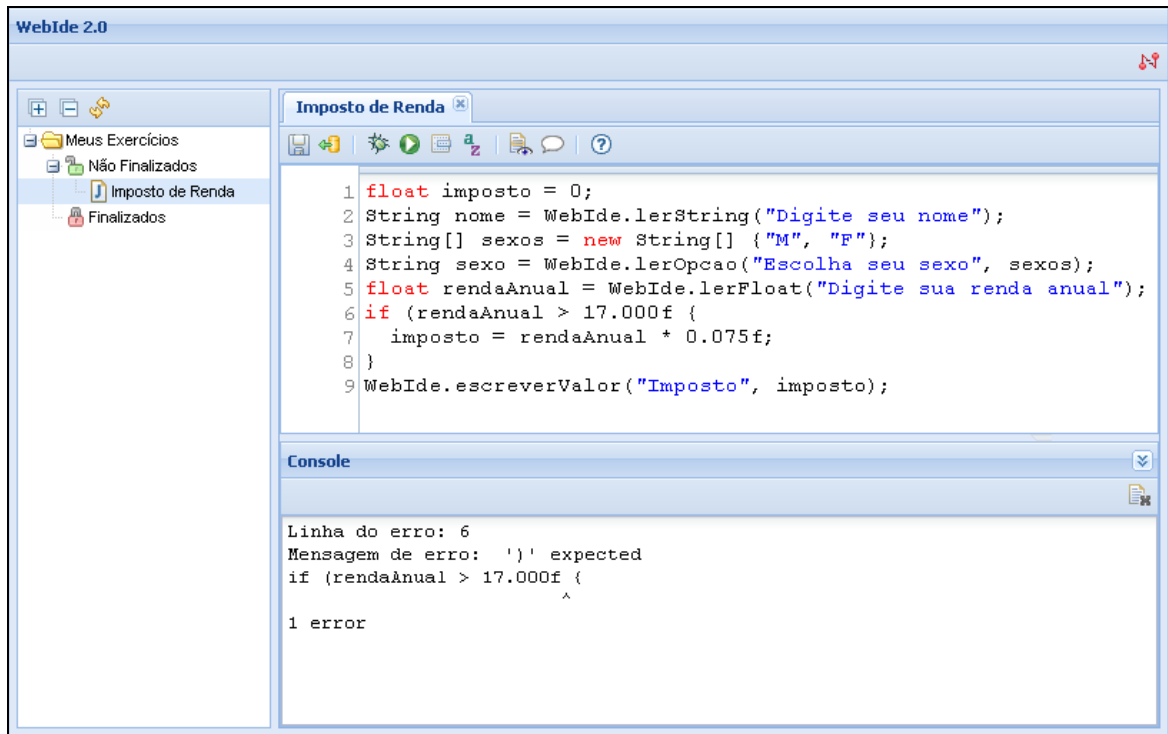 WebIde 2.0
Meus Exercícios
Não Finalizados
Imposto de Renda
Finalizados
Imposto de Renda
1 float imposto = 0;
2 String nome = WebIde.lerString("Digite seu nome");
3 String[] sexos = new String[] {"M", "F"};
4 String sexo = WebIde.lerOpcao("Escolha seu sexo", sexos);
5 float rendaAnual = WebIde.lerFloat("Digite sua renda anual");
6 if (rendaAnual > 17.000f {
7   imposto = rendaAnual * 0.075f;
8 }
9 WebIde.escreverValor("Imposto", imposto);
Console
Linha do erro: 6
Mensagem de erro:  ')' expected
if (rendaAnual > 17.000f {
^
1 error